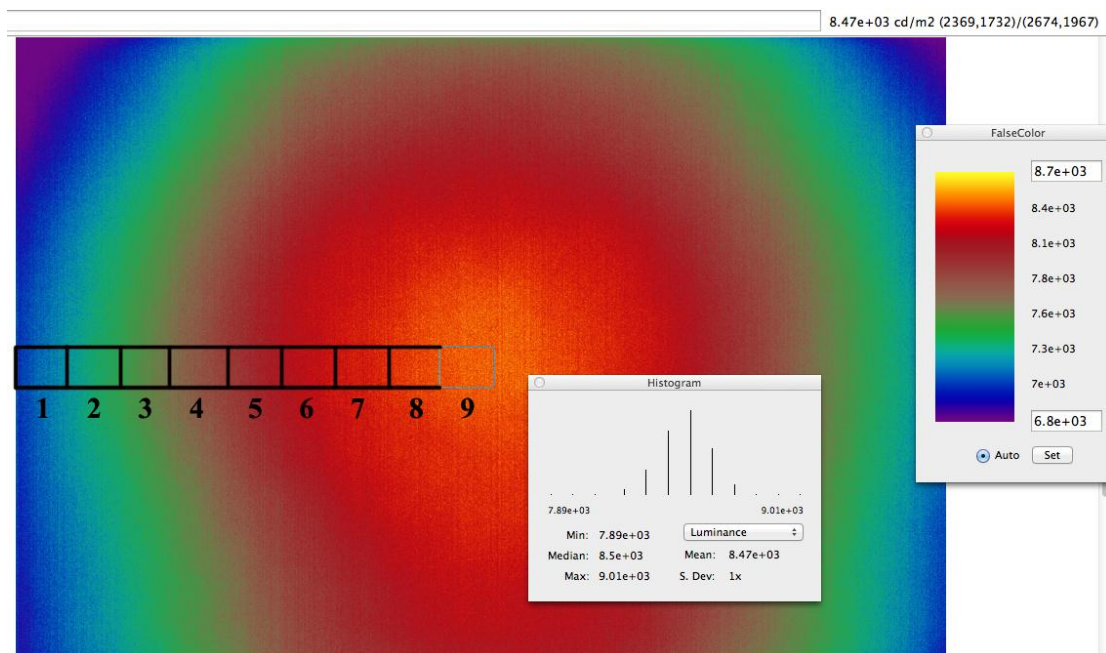 8.47e+03 cd/m2 (2369,1732)/(2674,1967)
FalseColor
8.7e+03
8.4e+03
8.1e+03
7.8e+03
7.6e+03
7.3e+03
7e+03
6.8e+03
Auto Set
1 2 3 4 5 6 7 8 9
Histogram
7.89e+03 9.01e+03
Min: 7.89e+03 Luminance
Median: 8.5e+03 Mean: 8.47e+03
Max: 9.01e+03 S. Dev: 1x